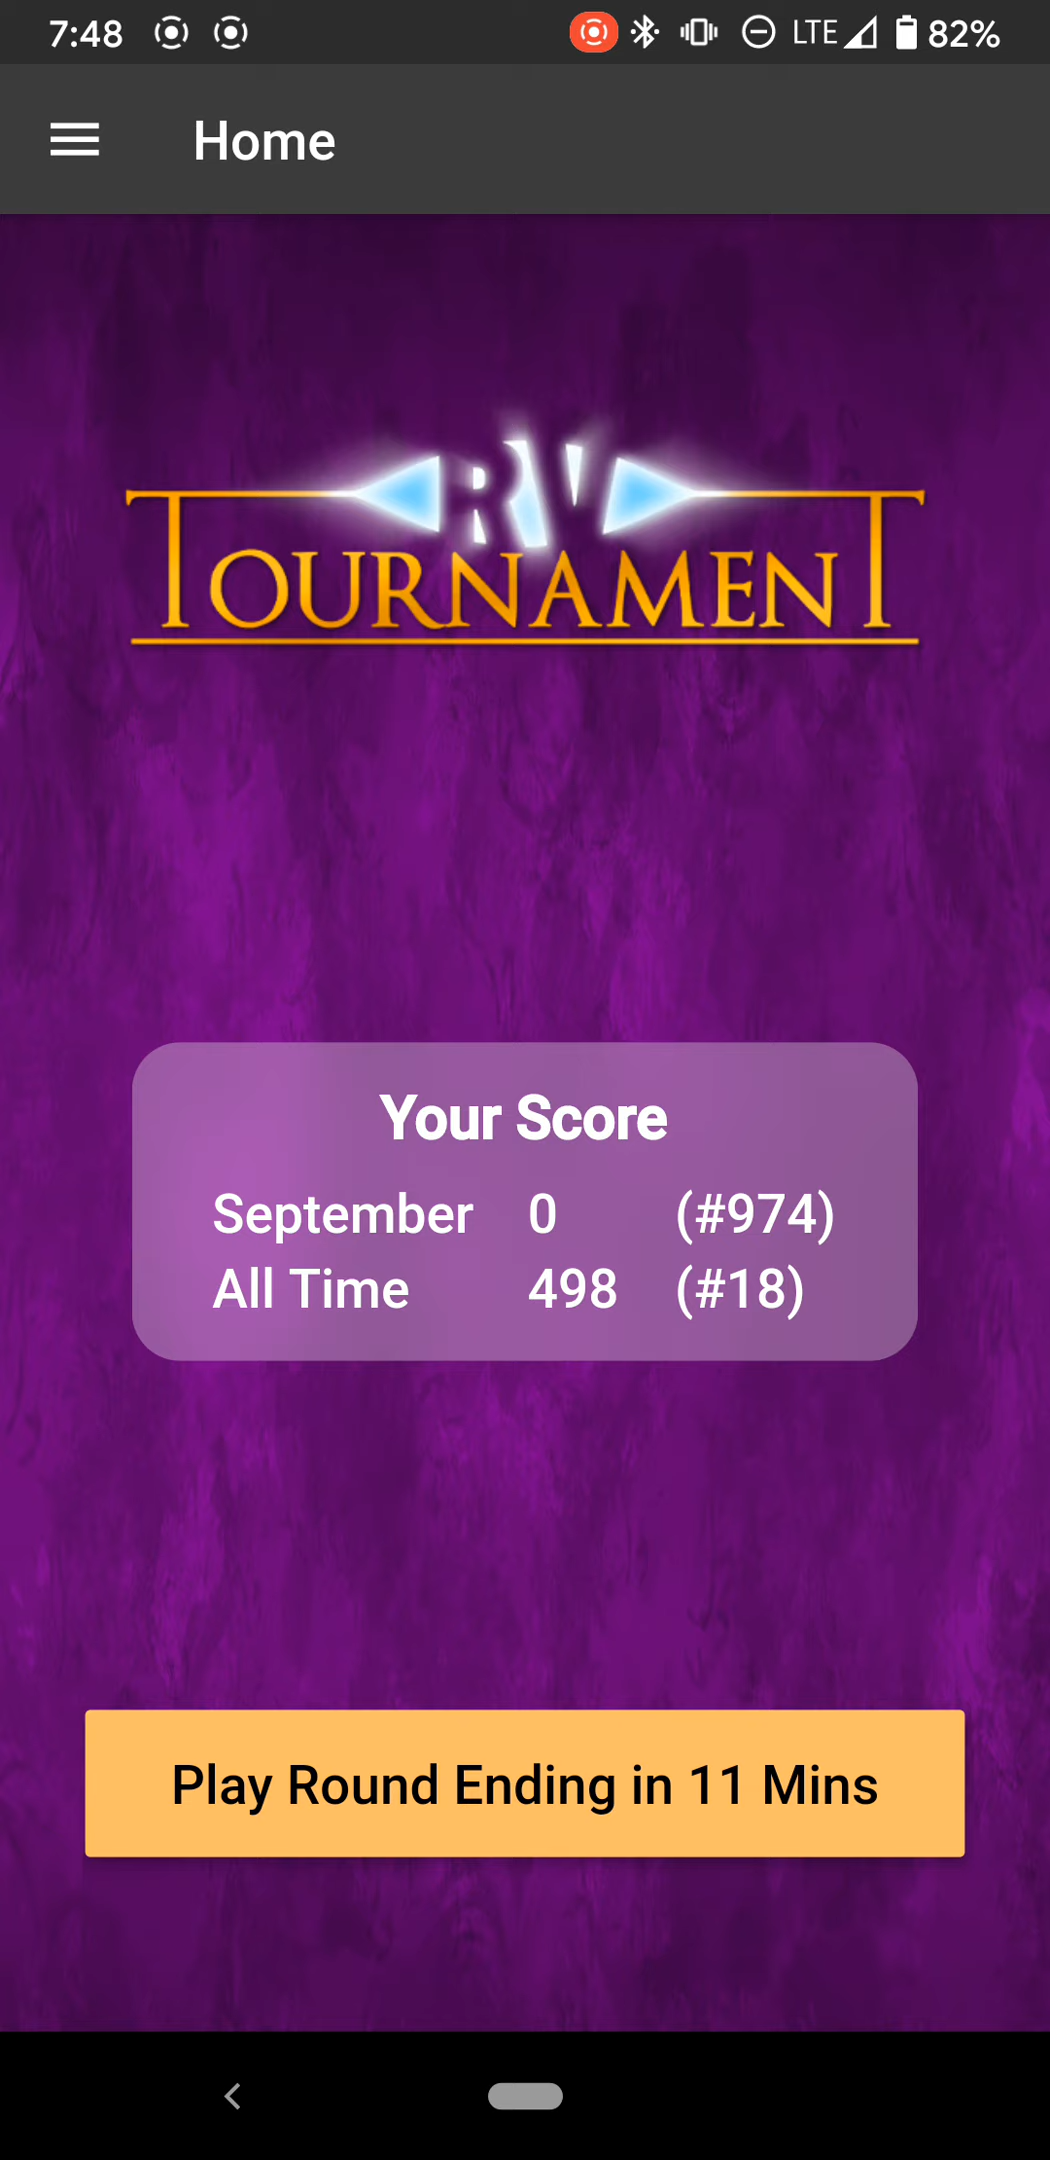 7:48 LTE 82%
Home
RV
TOURNAMENT
Your Score
September 0 (#974)
All Time 498 (#18)
Play Round Ending in 11 Mins